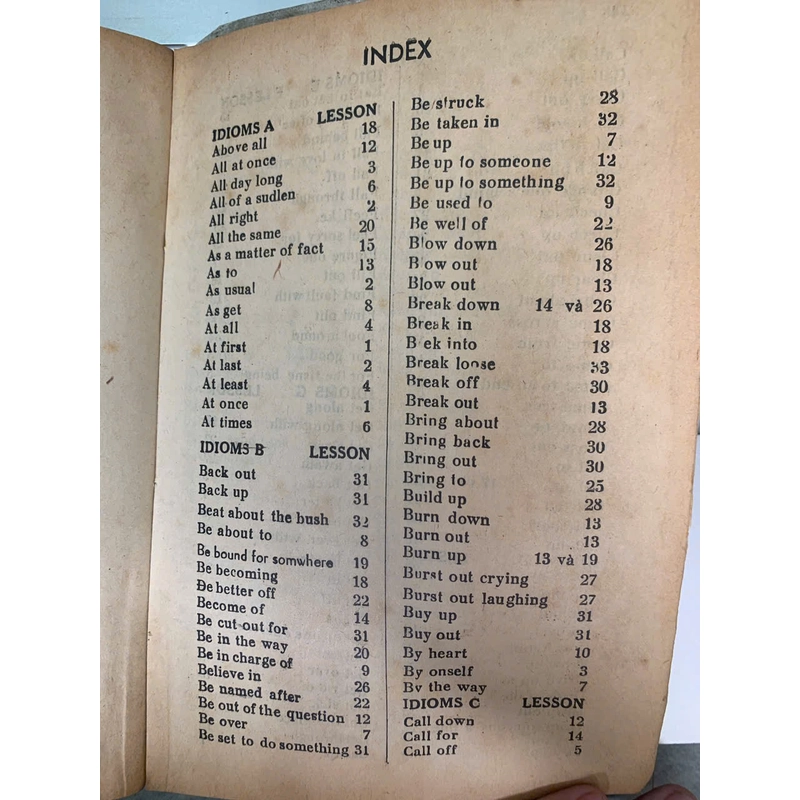 INDEX
IDIOMS A LESSON
Above all 18
All at once 12
All day long 3
All of a sudlen 6
All right 2
All the same 20
As a matter of fact 15
As to 13
As usual 2
As get 8
At all 4
At first 1
At last 2
At least 4
At once 1
At times 6
IDIOMS B LESSON
Back out 31
Back up 31
Beat about the bush 32
Be about to 8
Be bound for somwhere 19
Be becoming 18
Be better off 22
Become of 14
Be cut out for 31
Be in the way 20
Be in charge of 9
Believe in 26
Be named after 22
Be out of the question 12
Be over 7
Be set to do something 31
Be struck 28
Be taken in 32
Be up 7
Be up to someone 12
Be up to something 32
Be used to 9
Be well of 22
Blow down 26
B ow out 18
Blow out 13
Break down 14 và 26
Break in 18
B ek into 18
Break loose 33
Break off 30
Break out 13
Bring about 28
Bring back 30
Bring out 30
Bring to 25
Build up 28
Burn down 13
Burn out 13
Burn up 13 và 19
Burst out crying 27
Burst out laughing 27
Buy up 31
Buy out 31
By heart 10
By onself 3
By the way 7
IDIOMS C LESSON
Call down 12
Call for 14
Call off 5